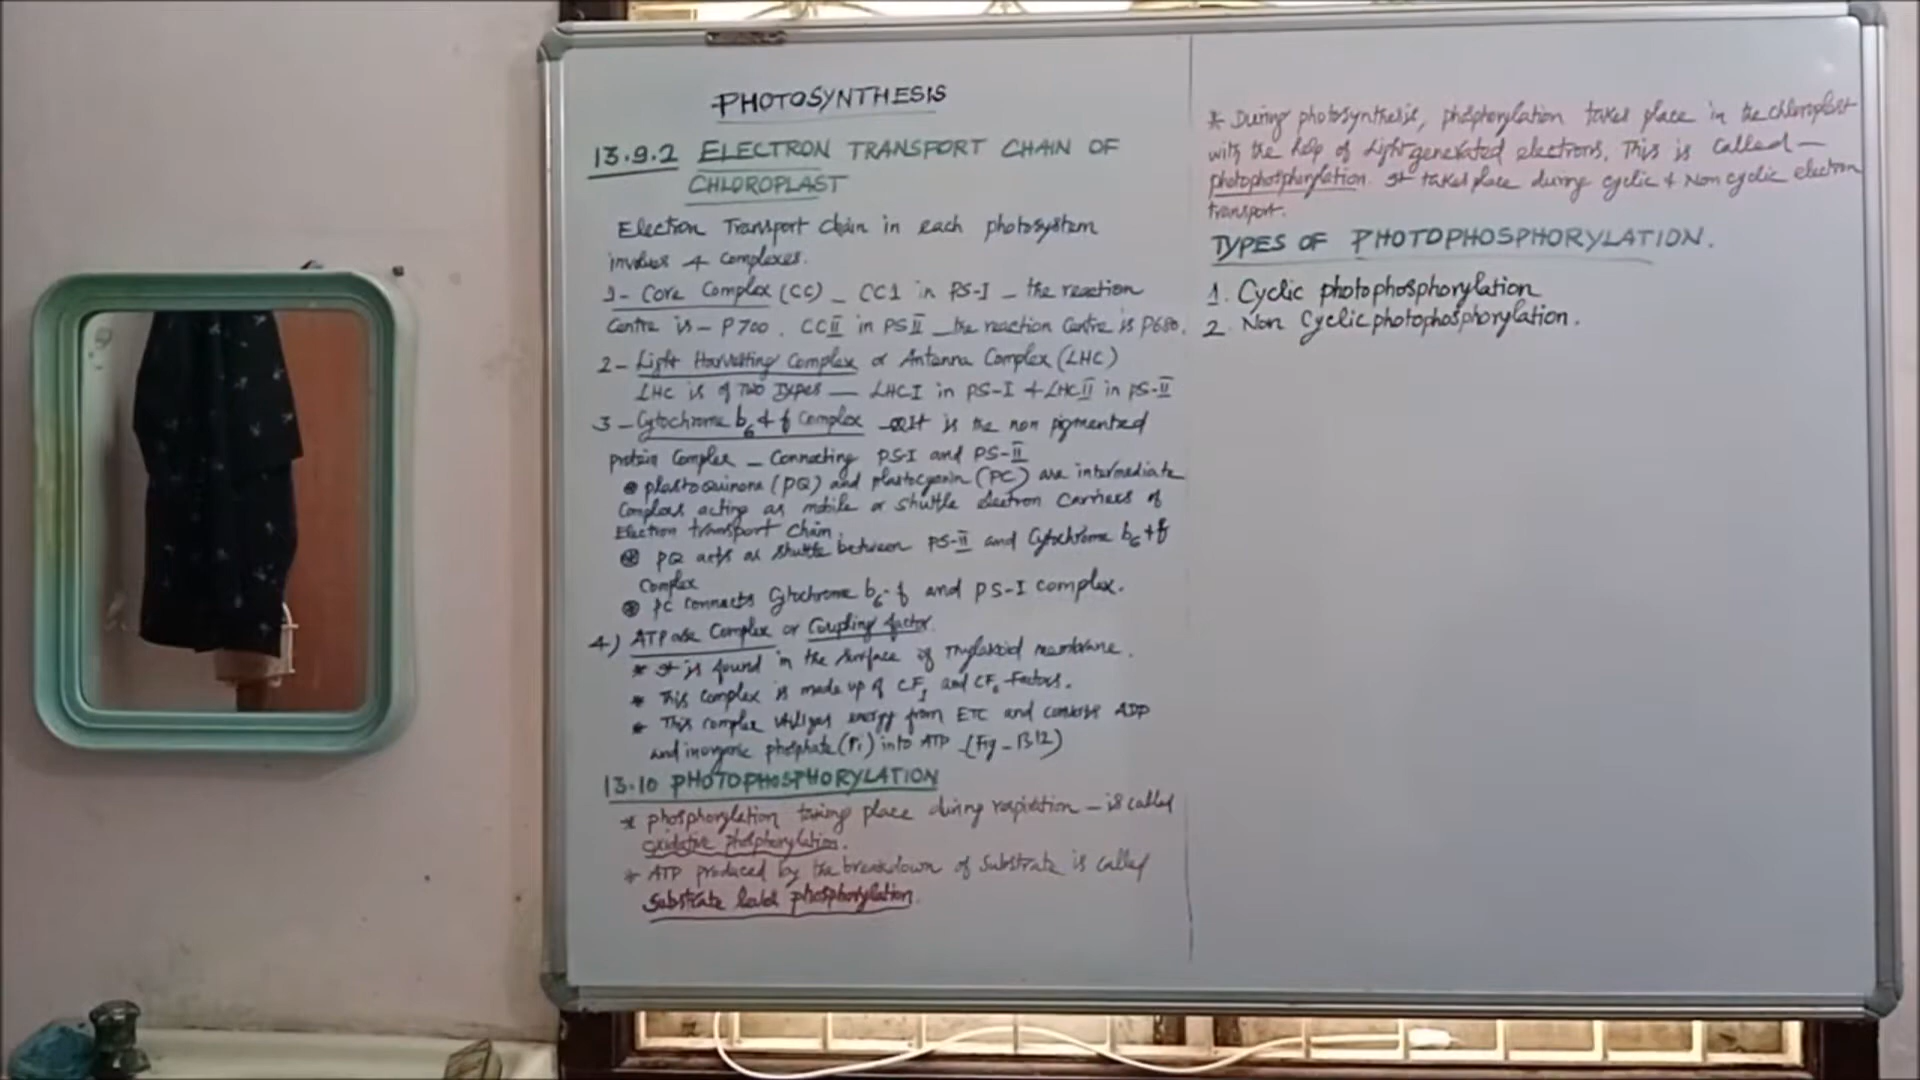 PHOTOSYNTHESIS
13.9.2 ELECTRON TRANSPORT CHAIN OF
CHLOROPLAST
Electron Transport Chain in each photosystem
involves 4 complexes.
1- Core Complex (CC) - CC1 in PS-I - the reaction
Centre is - P700. CCII in PSII - the reaction Centre is P680.
2- Light Harvesting Complex or Antenna Complex (LHC)
LHC is of Two Types - LHCI in PS-I & LHCII in PS-II
3 - Cytochrome b6 & f Complex - It is the non pigmented
protein Complex - Connecting PS-I and PS-II
plastoquinone (PQ) and plastocyanin (PC) are intermediate
Complexes acting as mobile or shuttle electron Carriers of
Electron transport Chain.
PQ acts as shuttle between PS-II and Cytochrome b6 & f
Complex
PC connects Cytochrome b6-f and PS-I complex.
4) ATPase Complex or Coupling factor.
* It is found in the surface of Thylakoid membrane.
* This Complex is made up of CF1 and CF0 Factors.
* This complex utilizes energy from ETC and converts ADP
and inorganic phosphate (Pi) into ATP (Fig - 13.12)
13.10 PHOTOPHOSPHORYLATION
* phosphorylation taking place during respiration - is called
oxidative phosphorylation.
* ATP produced by the breakdown of Substrate is called
Substrate level phosphorylation.
* During photosynthesis, phosphorylation takes place in the chloroplast
with the help of light generated electrons. This is called -
photophosphorylation. It takes place during cyclic & Non cyclic electron
transport.
TYPES OF PHOTOPHOSPHORYLATION.
1. Cyclic photophosphorylation
2. Non Cyclic photophosphorylation.